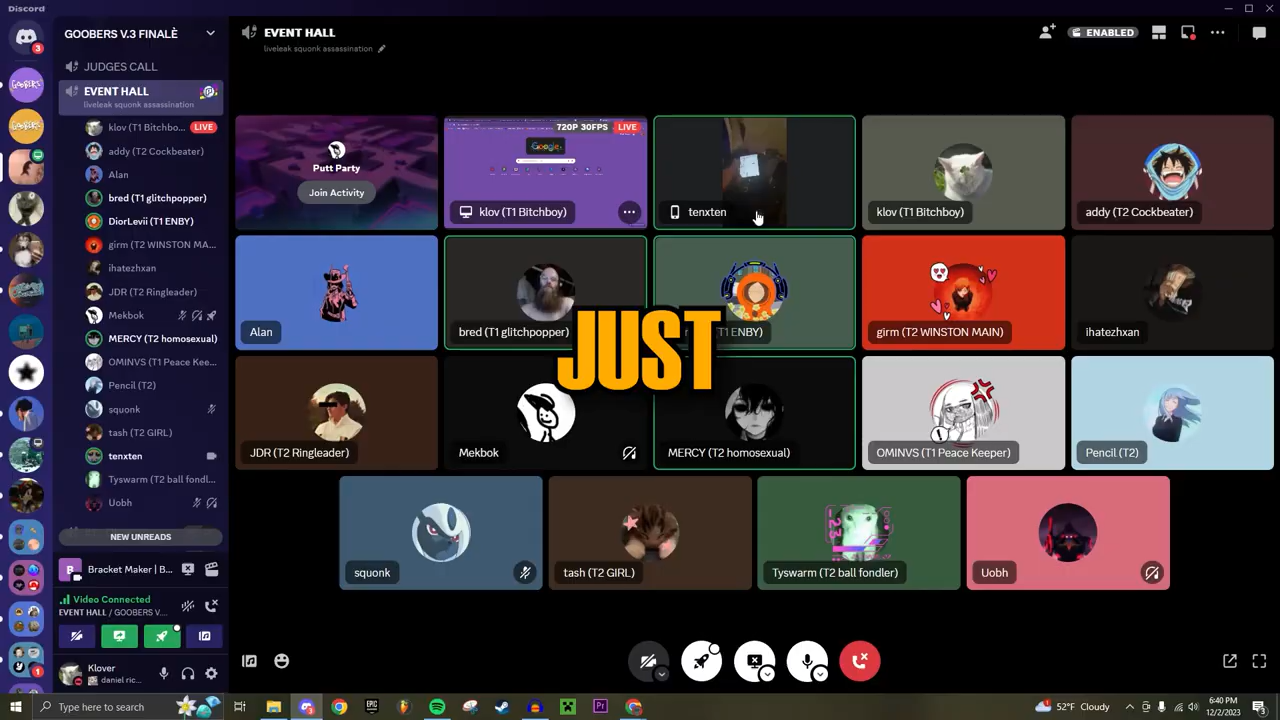 Discord
GOOBERS V.3 FINALÈ
EVENT HALL
liveleak squonk assassination
ENABLED
3
GOOBERS
JUDGES CALL
EVENT HALL
liveleak squonk assassination
klov (T1 Bitchbo...
LIVE
addy (T2 Cockbeater)
Alan
bred (T1 glitchpopper)
DiorLevii (T1 ENBY)
girm (T2 WINSTON MA...
ihatezhxan
JDR (T2 Ringleader)
Mekbok
MERCY (T2 homosexual)
OMINVS (T1 Peace Kee...
Pencil (T2)
squonk
tash (T2 GIRL)
tenxten
Tyswarm (T2 ball fondl...
Uobh
NEW UNREADS
Bracket Maker | B...
Video Connected
EVENT HALL / GOOBERS V....
Klover
daniel ric...
1
Putt Party
Join Activity
720P 30FPS
LIVE
Google
klov (T1 Bitchboy)
tenxten
klov (T1 Bitchboy)
addy (T2 Cockbeater)
Alan
bred (T1 glitchpopper)
T1 ENBY)
girm (T2 WINSTON MAIN)
ihatezhxan
JUST
JDR (T2 Ringleader)
Mekbok
MERCY (T2 homosexual)
OMINVS (T1 Peace Keeper)
Pencil (T2)
squonk
tash (T2 GIRL)
Tyswarm (T2 ball fondler)
Uobh
Type here to search
EPIC
Pr
52°F Cloudy
6:40 PM
12/2/2023